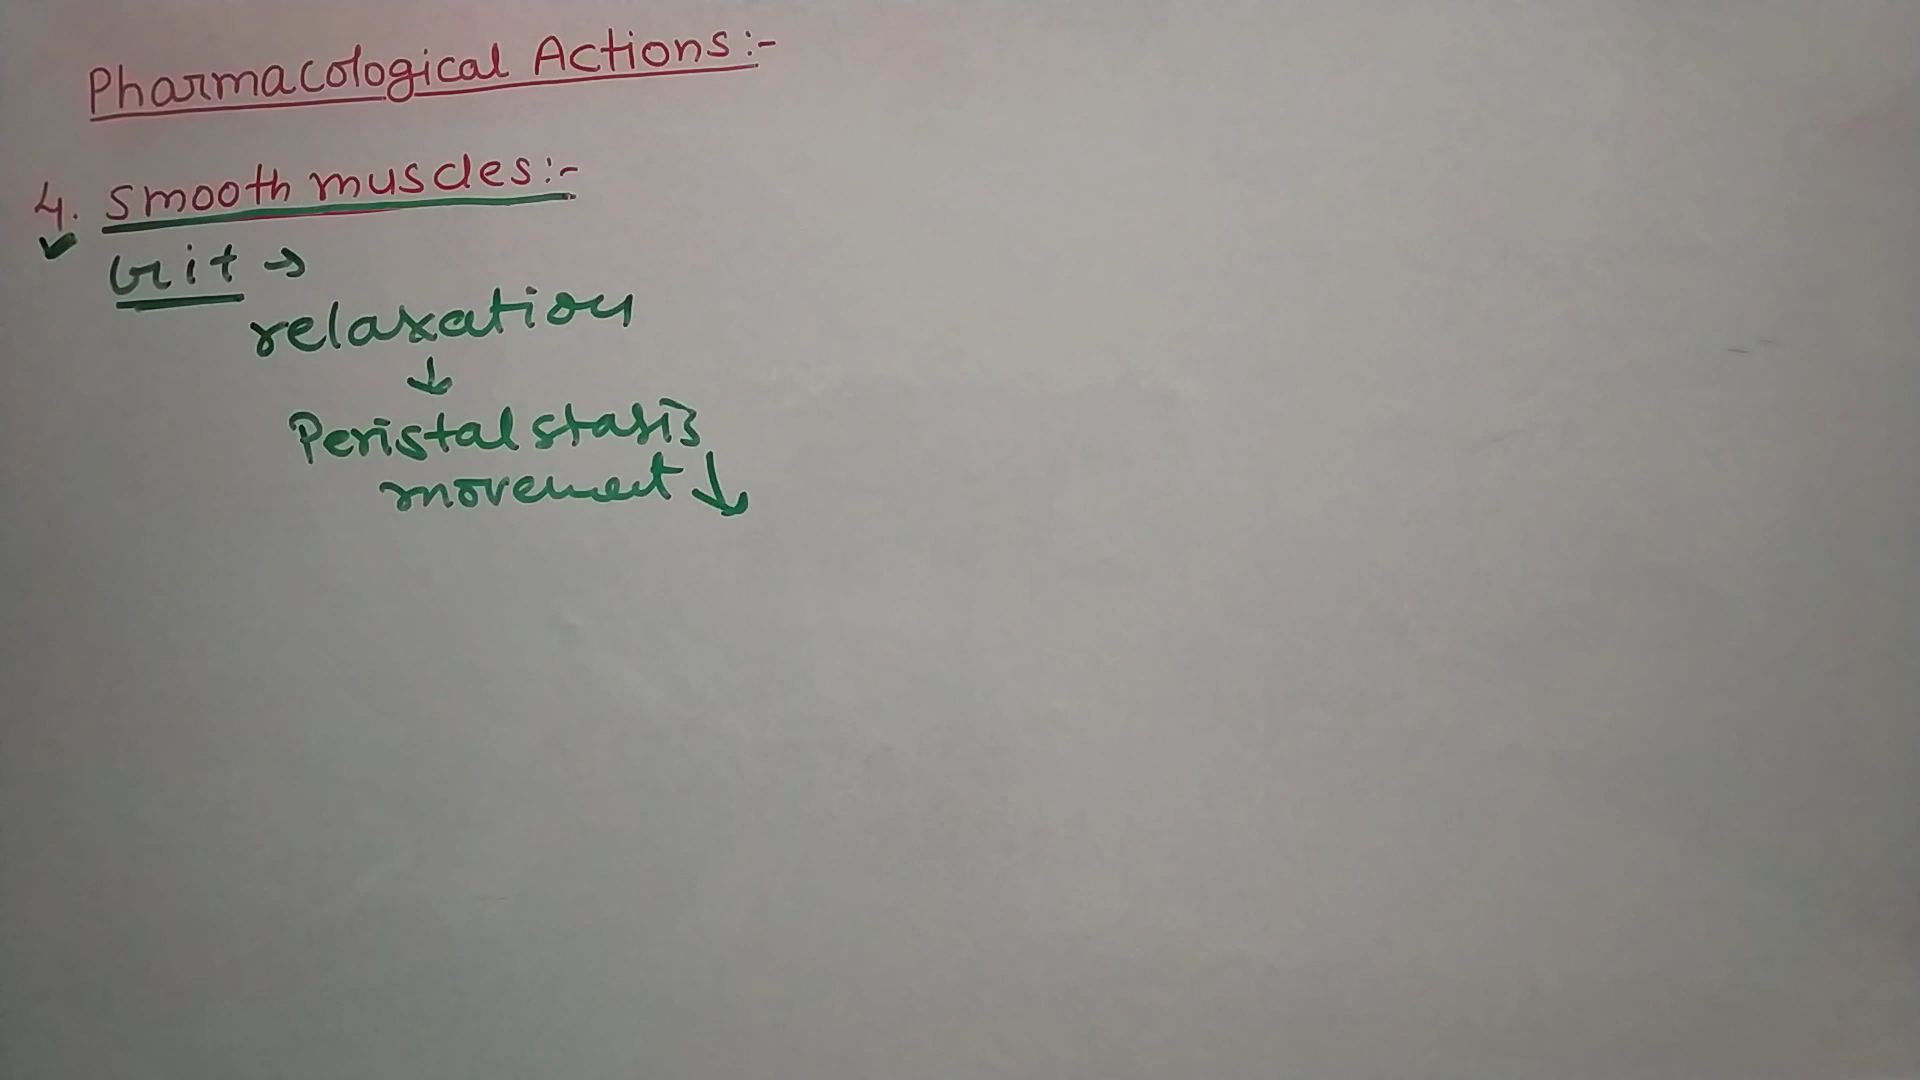 Pharmacological Actions:-
4. smooth muscles:-
Git →
relaxation
↓
Peristalstasis
movement ↓